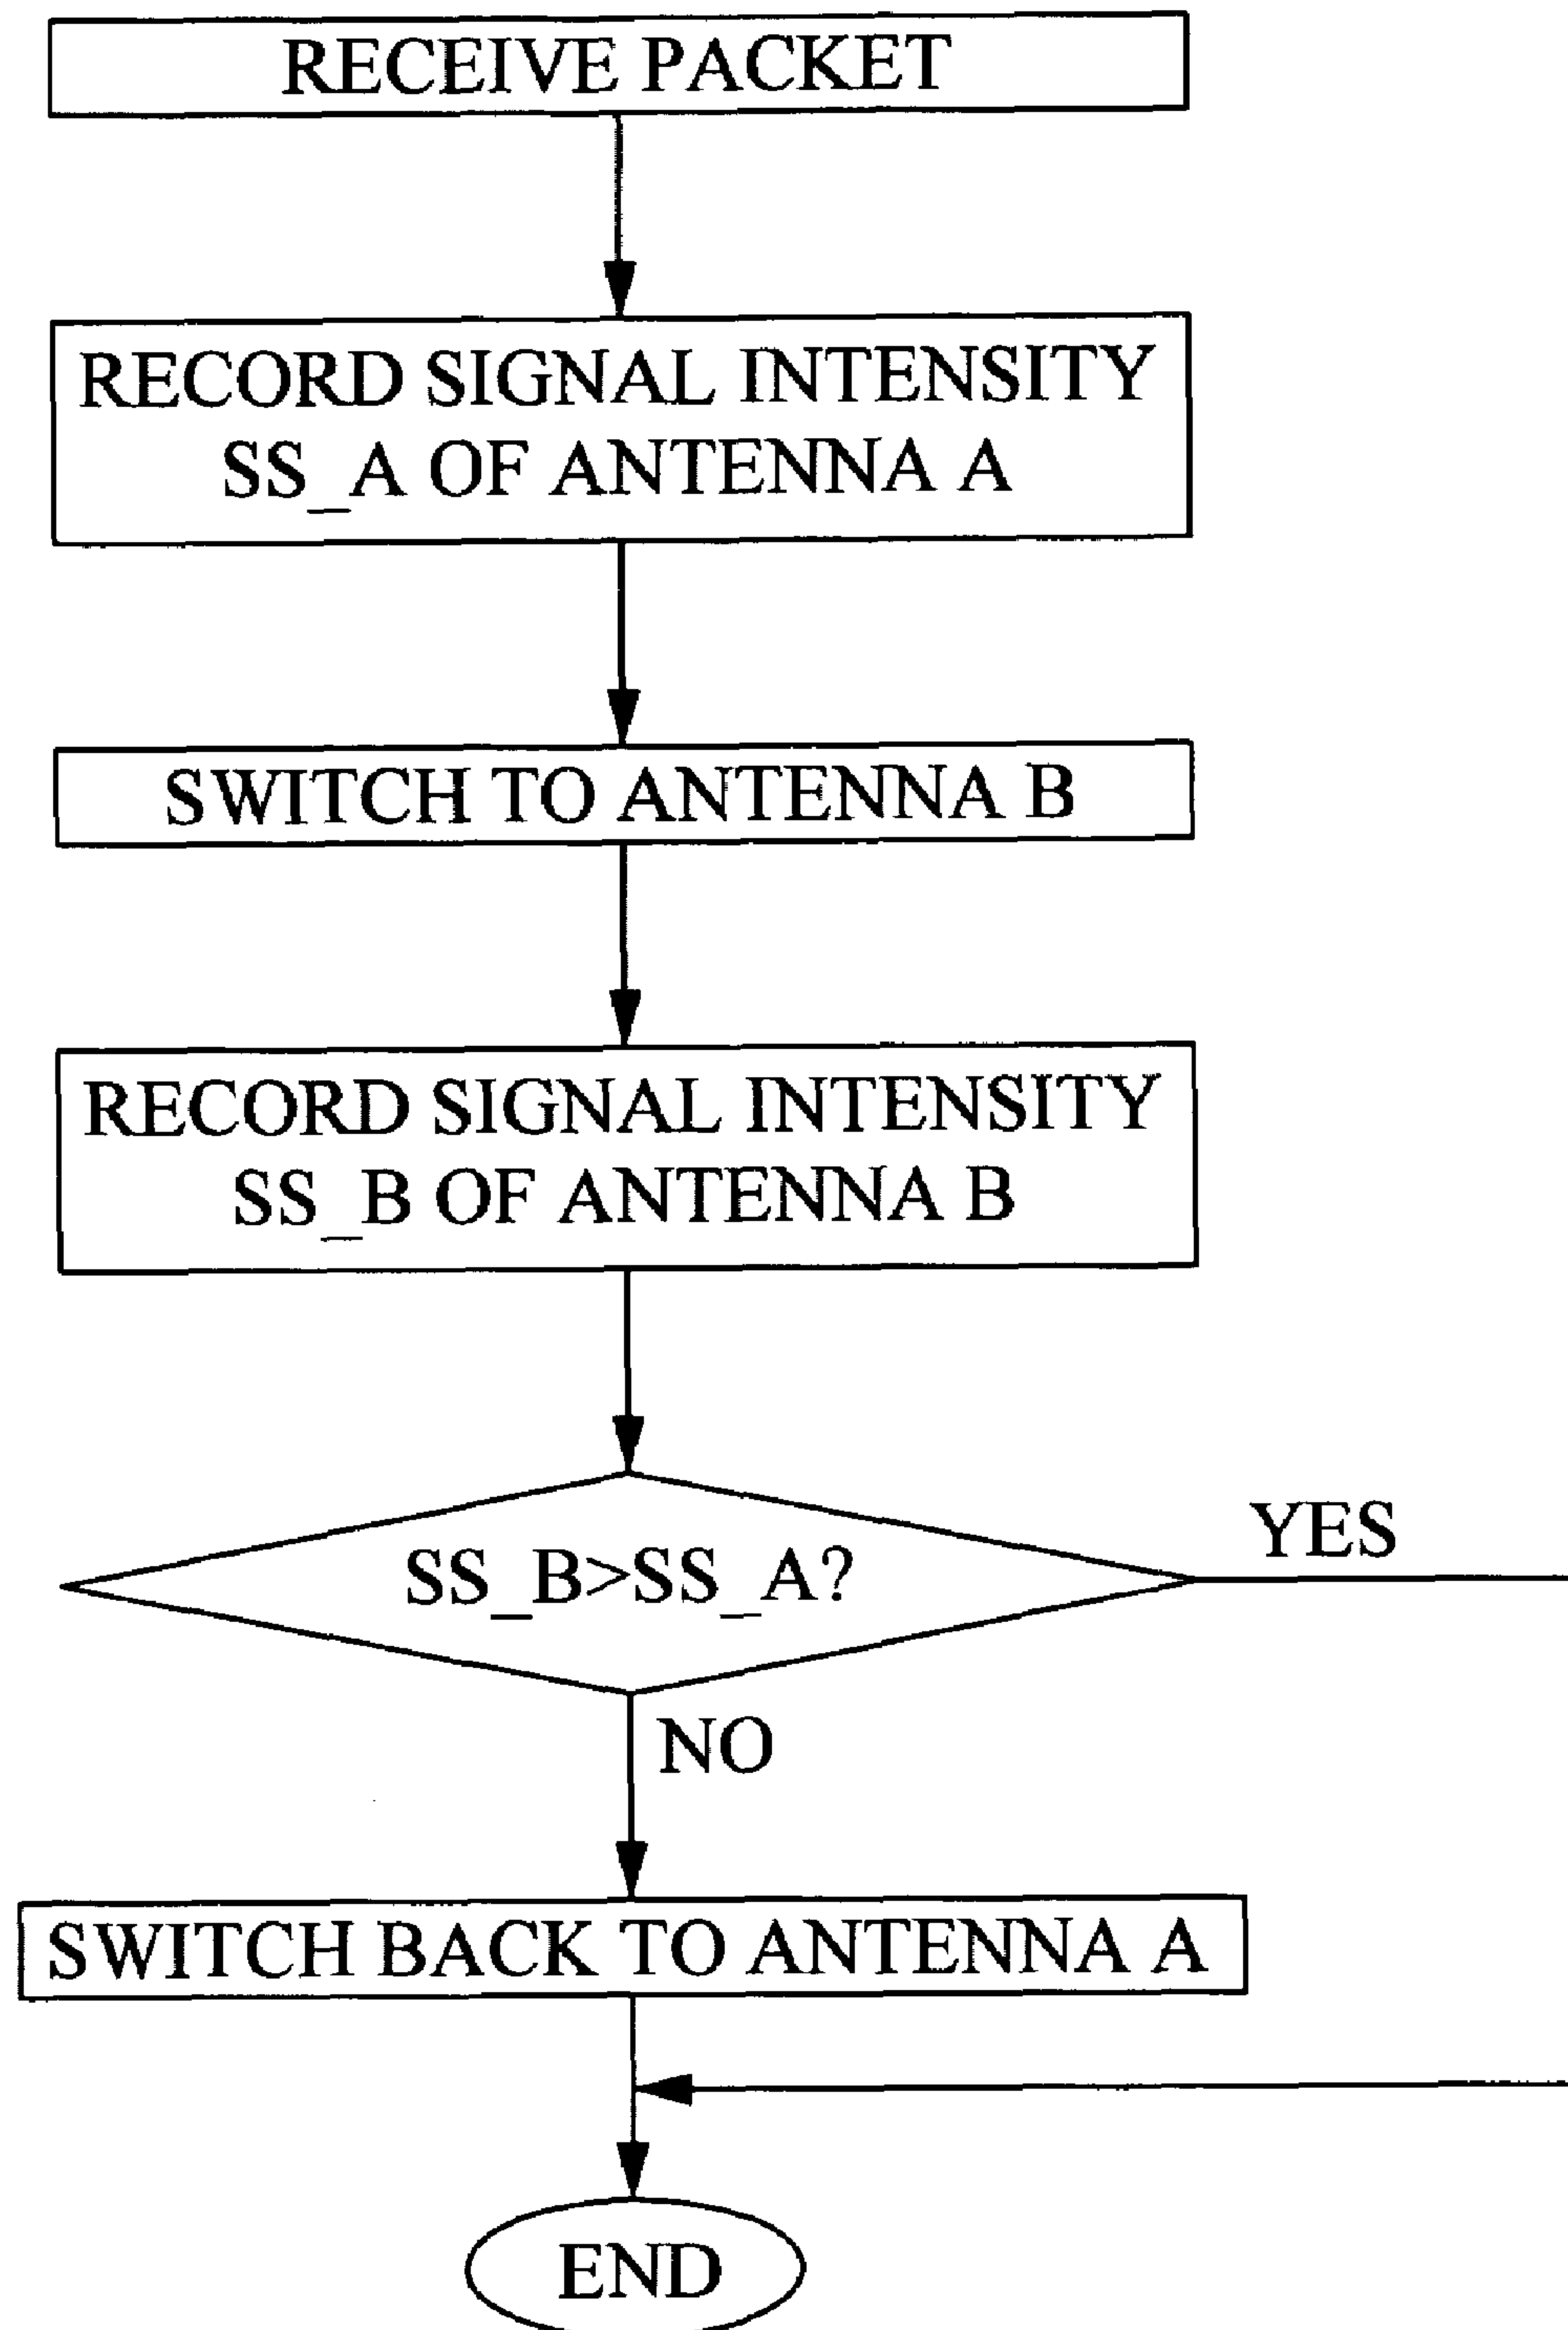 RECEIVE PACKET
RECORD SIGNAL INTENSITY
SS_A OF ANTENNA A
SWITCH TO ANTENNA B
RECORD SIGNAL INTENSITY
SS_B OF ANTENNA B
SS_B>SS_A?
YES
NO
SWITCH BACK TO ANTENNA A
END